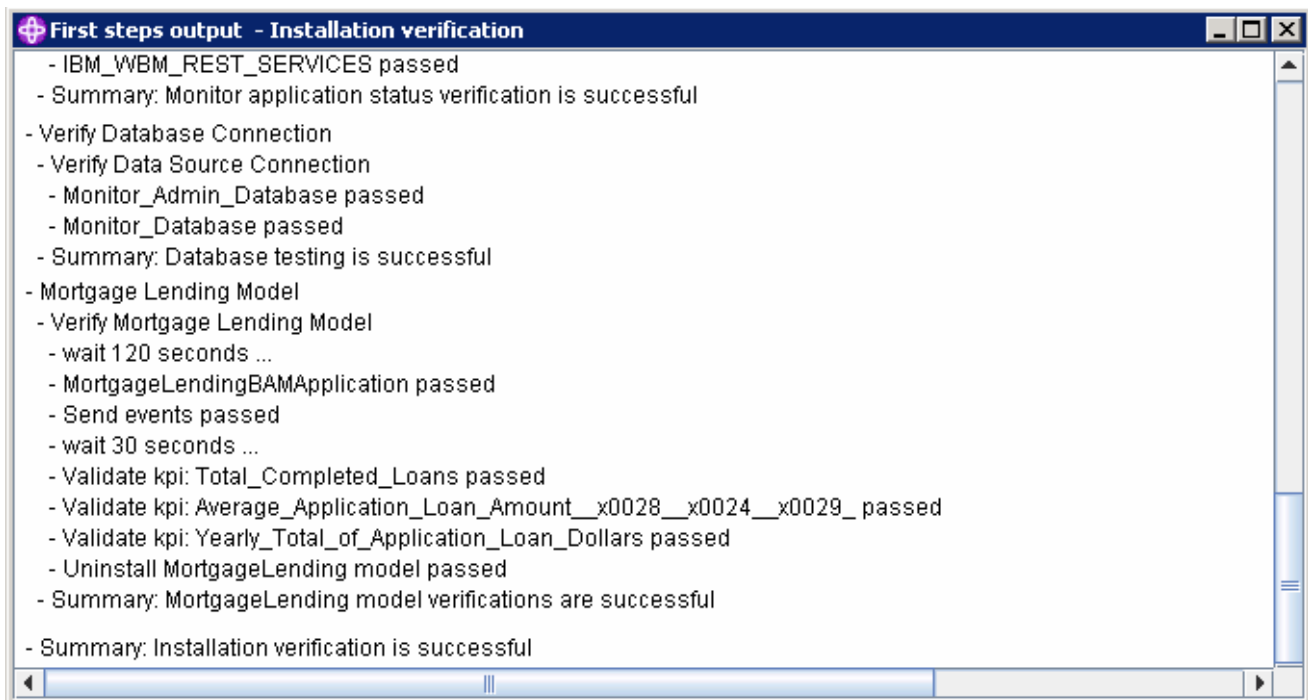 First steps output - Installation verification
- IBM_WBM_REST_SERVICES passed
- Summary: Monitor application status verification is successful
- Verify Database Connection
- Verify Data Source Connection
- Monitor_Admin_Database passed
- Monitor_Database passed
- Summary: Database testing is successful
- Mortgage Lending Model
- Verify Mortgage Lending Model
- wait 120 seconds ...
- MortgageLendingBAMApplication passed
- Send events passed
- wait 30 seconds ...
- Validate kpi: Total_Completed_Loans passed
- Validate kpi: Average_Application_Loan_Amount__x0028__x0024__x0029_ passed
- Validate kpi: Yearly_Total_of_Application_Loan_Dollars passed
- Uninstall MortgageLending model passed
- Summary: MortgageLending model verifications are successful
- Summary: Installation verification is successful